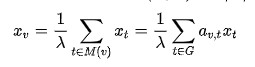 x_v = \frac{1}{\lambda} \sum_{t \in M(v)} x_t = \frac{1}{\lambda} \sum_{t \in G} a_{v,t} x_t